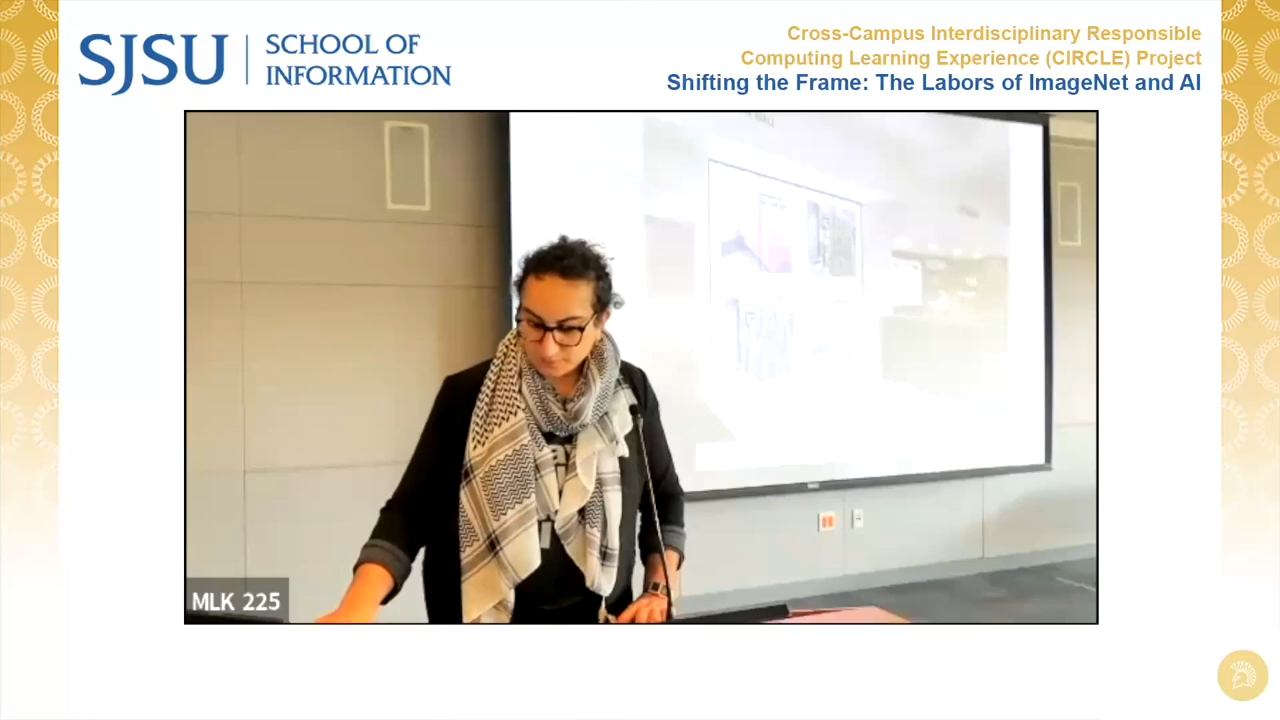 SJSU
SCHOOL OF
INFORMATION
Cross-Campus Interdisciplinary Responsible
Computing Learning Experience (CIRCLE) Project
Shifting the Frame: The Labors of ImageNet and AI
MLK 225